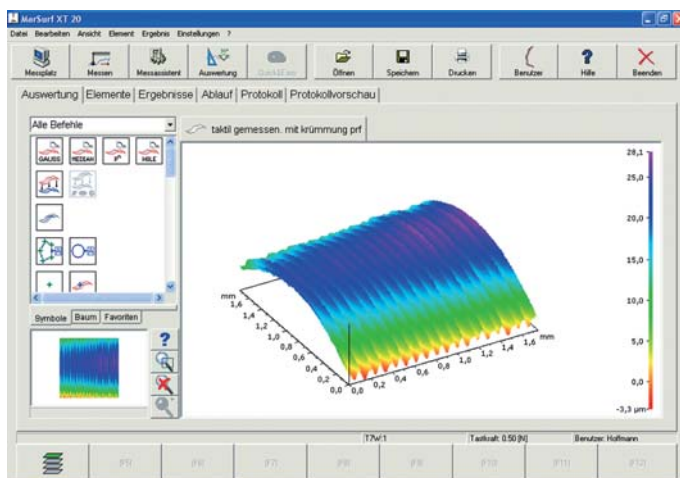 MarSurf XT 20
Datei Bearbeiten Ansicht Element Ergebnis Einstellungen ?
Messplatz Messen Messassistent Auswertung Quick&Easy Öffnen Speichern Drucken Benutzer Hilfe Beenden
Auswertung Elemente Ergebnisse Ablauf Protokoll Protokollvorschau
Alle Befehle
taktil gemessen. mit krümmung prf
GAUSS MEDIAN HOLE
28,1
25,0
20,0
15,0
10,0
5,0
0,0
-3,3 µm
mm
1,6
1,4
1,2
1,0
0,8
0,6
0,4
0,2
0,0
0,0 0,2 0,4 0,6 0,8 1,0 1,2 1,4 1,6
mm
Symbole Baum Favoriten
?
T7W:1 Tastkraft: 0.50 [N] Benutzer: Hoffmann
[F5] [F6] [F7] [F8] [F9] [F10] [F11] [F12]